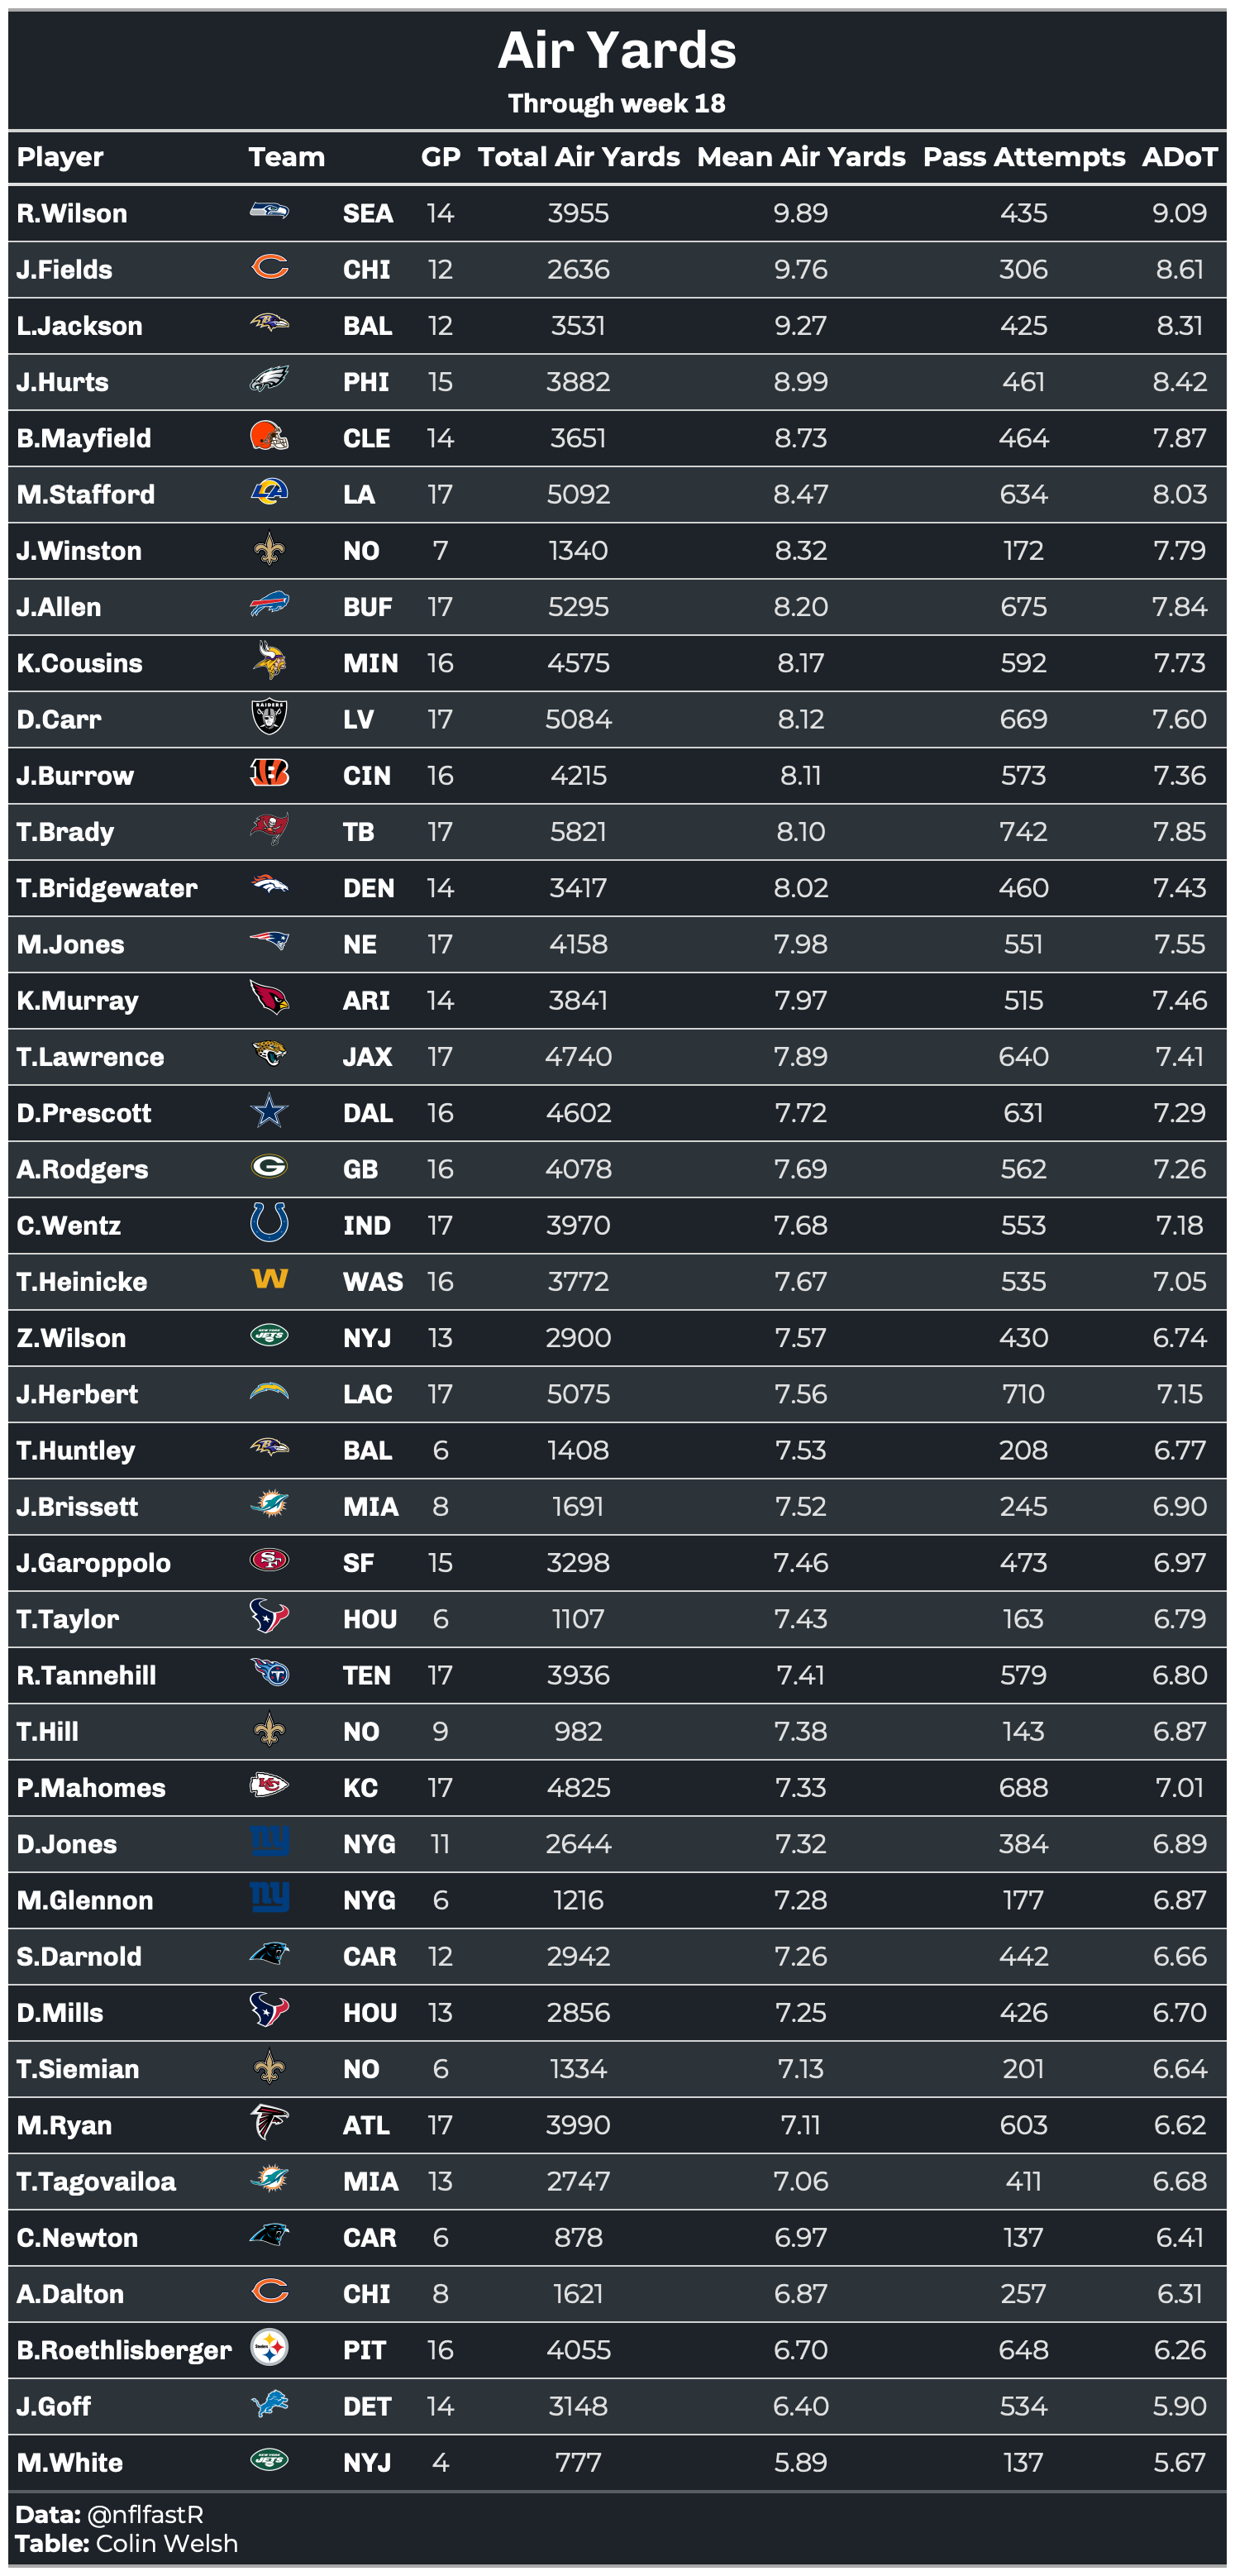 Air Yards
Through week 18
Player Team GP Total Air Yards Mean Air Yards Pass Attempts ADoT
R.Wilson SEA 14 3955 9.89 435 9.09
J.Fields CHI 12 2636 9.76 306 8.61
L.Jackson BAL 12 3531 9.27 425 8.31
J.Hurts PHI 15 3882 8.99 461 8.42
B.Mayfield CLE 14 3651 8.73 464 7.87
M.Stafford LA 17 5092 8.47 634 8.03
J.Winston NO 7 1340 8.32 172 7.79
J.Allen BUF 17 5295 8.20 675 7.84
K.Cousins MIN 16 4575 8.17 592 7.73
D.Carr RAIDERS LV 17 5084 8.12 669 7.60
J.Burrow CIN 16 4215 8.11 573 7.36
T.Brady TB 17 5821 8.10 742 7.85
T.Bridgewater DEN 14 3417 8.02 460 7.43
M.Jones NE 17 4158 7.98 551 7.55
K.Murray ARI 14 3841 7.97 515 7.46
T.Lawrence JAX 17 4740 7.89 640 7.41
D.Prescott DAL 16 4602 7.72 631 7.29
A.Rodgers G GB 16 4078 7.69 562 7.26
C.Wentz IND 17 3970 7.68 553 7.18
T.Heinicke W WAS 16 3772 7.67 535 7.05
Z.Wilson JETS NYJ 13 2900 7.57 430 6.74
J.Herbert LAC 17 5075 7.56 710 7.15
T.Huntley BAL 6 1408 7.53 208 6.77
J.Brissett MIA 8 1691 7.52 245 6.90
J.Garoppolo SF SF 15 3298 7.46 473 6.97
T.Taylor HOU 6 1107 7.43 163 6.79
R.Tannehill TEN 17 3936 7.41 579 6.80
T.Hill NO 9 982 7.38 143 6.87
P.Mahomes KC KC 17 4825 7.33 688 7.01
D.Jones ny NYG 11 2644 7.32 384 6.89
M.Glennon ny NYG 6 1216 7.28 177 6.87
S.Darnold CAR 12 2942 7.26 442 6.66
D.Mills HOU 13 2856 7.25 426 6.70
T.Siemian NO 6 1334 7.13 201 6.64
M.Ryan ATL 17 3990 7.11 603 6.62
T.Tagovailoa MIA 13 2747 7.06 411 6.68
C.Newton CAR 6 878 6.97 137 6.41
A.Dalton CHI 8 1621 6.87 257 6.31
B.Roethlisberger Steelers PIT 16 4055 6.70 648 6.26
J.Goff DET 14 3148 6.40 534 5.90
M.White JETS NYJ 4 777 5.89 137 5.67
Data: @nflfastR
Table: Colin Welsh